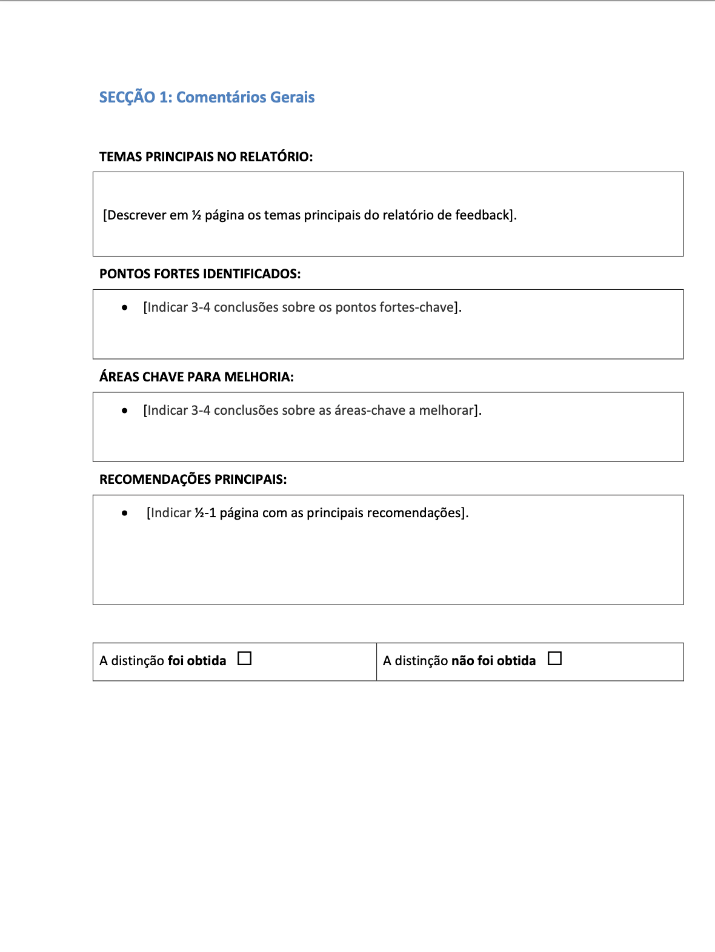 SECÇÃO 1: Comentários Gerais
TEMAS PRINCIPAIS NO RELATÓRIO:
[Descrever em ½ página os temas principais do relatório de feedback].
PONTOS FORTES IDENTIFICADOS:
• [Indicar 3-4 conclusões sobre os pontos fortes-chave].
ÁREAS CHAVE PARA MELHORIA:
• [Indicar 3-4 conclusões sobre as áreas-chave a melhorar].
RECOMENDAÇÕES PRINCIPAIS:
• [Indicar ½-1 página com as principais recomendações].
A distinção foi obtida ☐ A distinção não foi obtida ☐